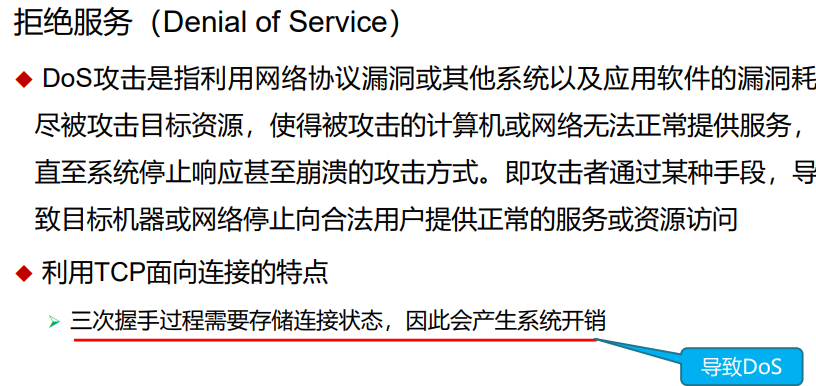 拒绝服务（Denial of Service）
DoS攻击是指利用网络协议漏洞或其他系统以及应用软件的漏洞耗
尽被攻击目标资源，使得被攻击的计算机或网络无法正常提供服务，
直至系统停止响应甚至崩溃的攻击方式。即攻击者通过某种手段，导
致目标机器或网络停止向合法用户提供正常的服务或资源访问
利用TCP面向连接的特点
三次握手过程需要存储连接状态，因此会产生系统开销
导致DoS